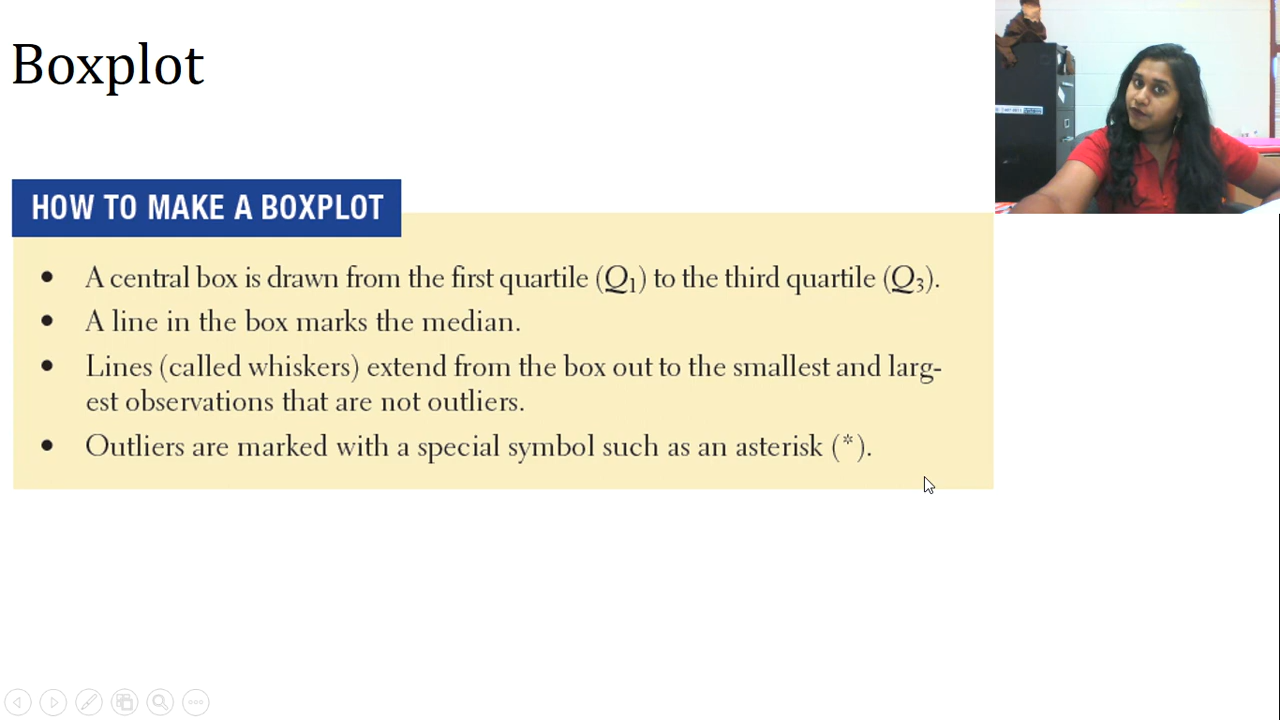 Boxplot
HOW TO MAKE A BOXPLOT
• A central box is drawn from the first quartile (Q₁) to the third quartile (Q₃).
• A line in the box marks the median.
• Lines (called whiskers) extend from the box out to the smallest and larg-
est observations that are not outliers.
• Outliers are marked with a special symbol such as an asterisk (*).